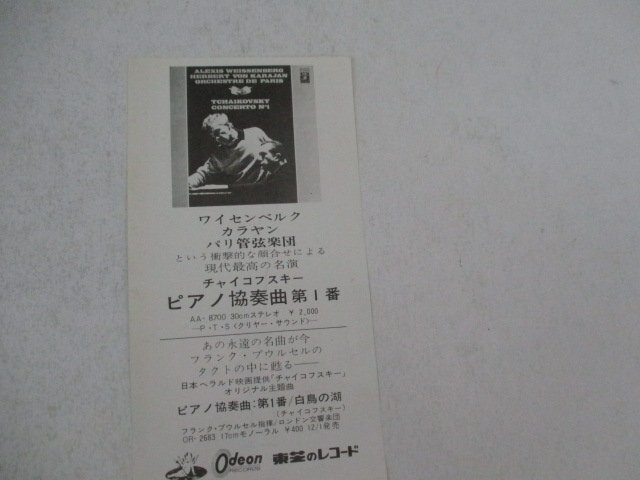 ALEXIS WEISSENBERG
HERBERT VON KARAJAN
ORCHESTRE DE PARIS
TCHAIKOVSKY
CONCERTO Nº1
ワイセンベルク
カラヤン
パリ管弦楽団
という衝撃的な顔合せによる
現代最高の名演
チャイコフスキー
ピアノ協奏曲第1番
AA-8700 30cmステレオ ¥2,000
—P・T・S〈クリヤー・サウンド〉—
あの永遠の名曲が今
フランク・プウルセルの
タクトの中に甦る——
日本ヘラルド映画提供「チャイコフスキー」
オリジナル主題曲
ピアノ協奏曲:第1番/白鳥の湖
(チャイコフスキー)
フランク・プウルセル指揮/ロンドン交響楽団
OR-2683 17cmモノーラル ¥400 12/1発売
Odeon 東芝のレコード
RECORDS